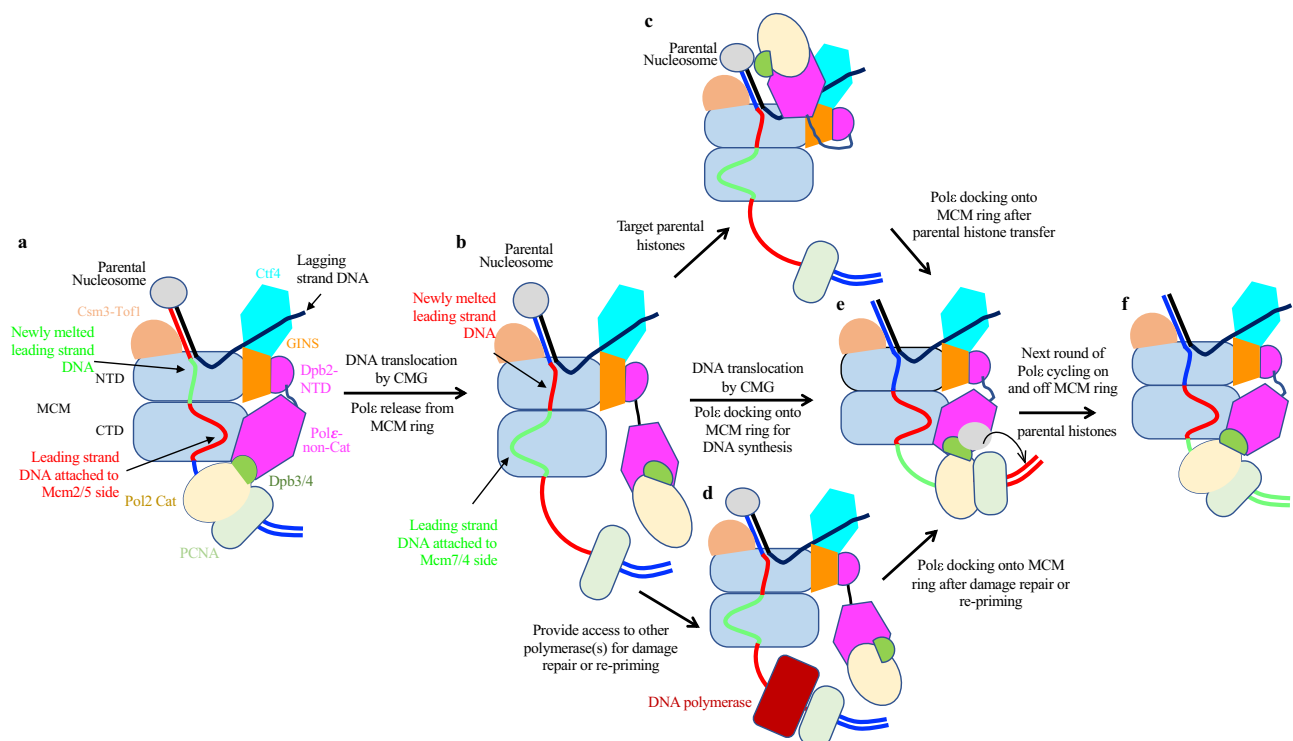 c
Parental
Nucleosome
Target parental
histones
Polε docking onto
MCM ring after
parental histone transfer
a
Parental
Nucleosome
Ctf4
Lagging
strand DNA
Csm3-Tof1
Newly melted
leading strand
DNA
GINS
NTD
Dpb2-
NTD
MCM
CTD
Polε-
non-Cat
Leading strand
DNA attached to
Mcm2/5 side
Dpb3/4
Pol2 Cat
PCNA
DNA translocation
by CMG
Polε release from
MCM ring
b
Parental
Nucleosome
Newly melted
leading strand
DNA
Leading strand
DNA attached to
Mcm7/4 side
DNA translocation
by CMG
Polε docking onto
MCM ring for
DNA synthesis
Provide access to other
polymerase(s) for damage
repair or re-priming
d
DNA polymerase
Polε docking onto MCM
ring after damage repair or
re-priming
e
Next round of
Polε cycling on
and off MCM ring
parental histones
f